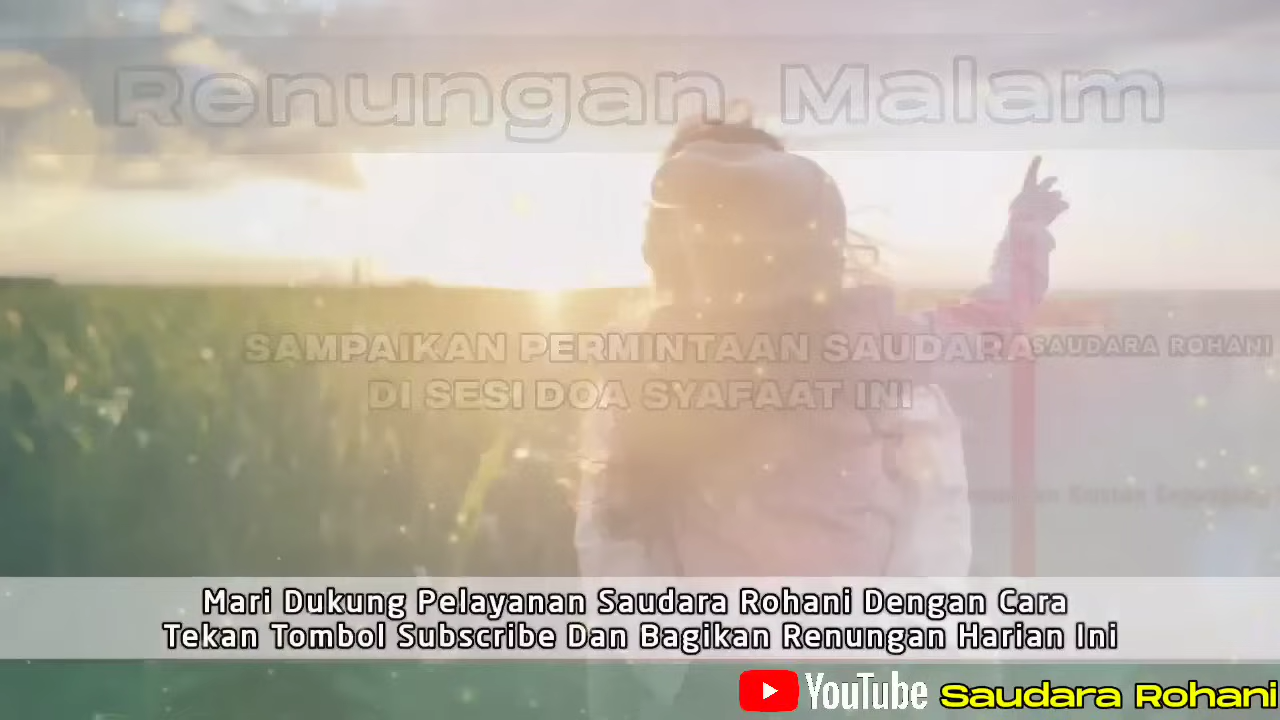 Renungan Malam
SAMPAIKAN PERMINTAAN SAUDARA
DI SESI DOA SYAFAAT INI
SAUDARA ROHANI
Mari Dukung Pelayanan Saudara Rohani Dengan Cara
Tekan Tombol Subscribe Dan Bagikan Renungan Harian Ini
YouTube Saudara Rohani